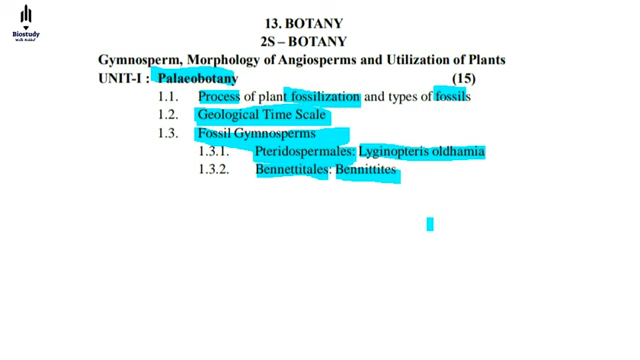 Biostudy
13. BOTANY
2S – BOTANY
Gymnosperm, Morphology of Angiosperms and Utilization of Plants
UNIT-I : Palaeobotany (15)
1.1. Process of plant fossilization and types of fossils
1.2. Geological Time Scale
1.3. Fossil Gymnosperms
1.3.1. Pteridospermales: Lyginopteris oldhamia
1.3.2. Bennettitales: Bennittites